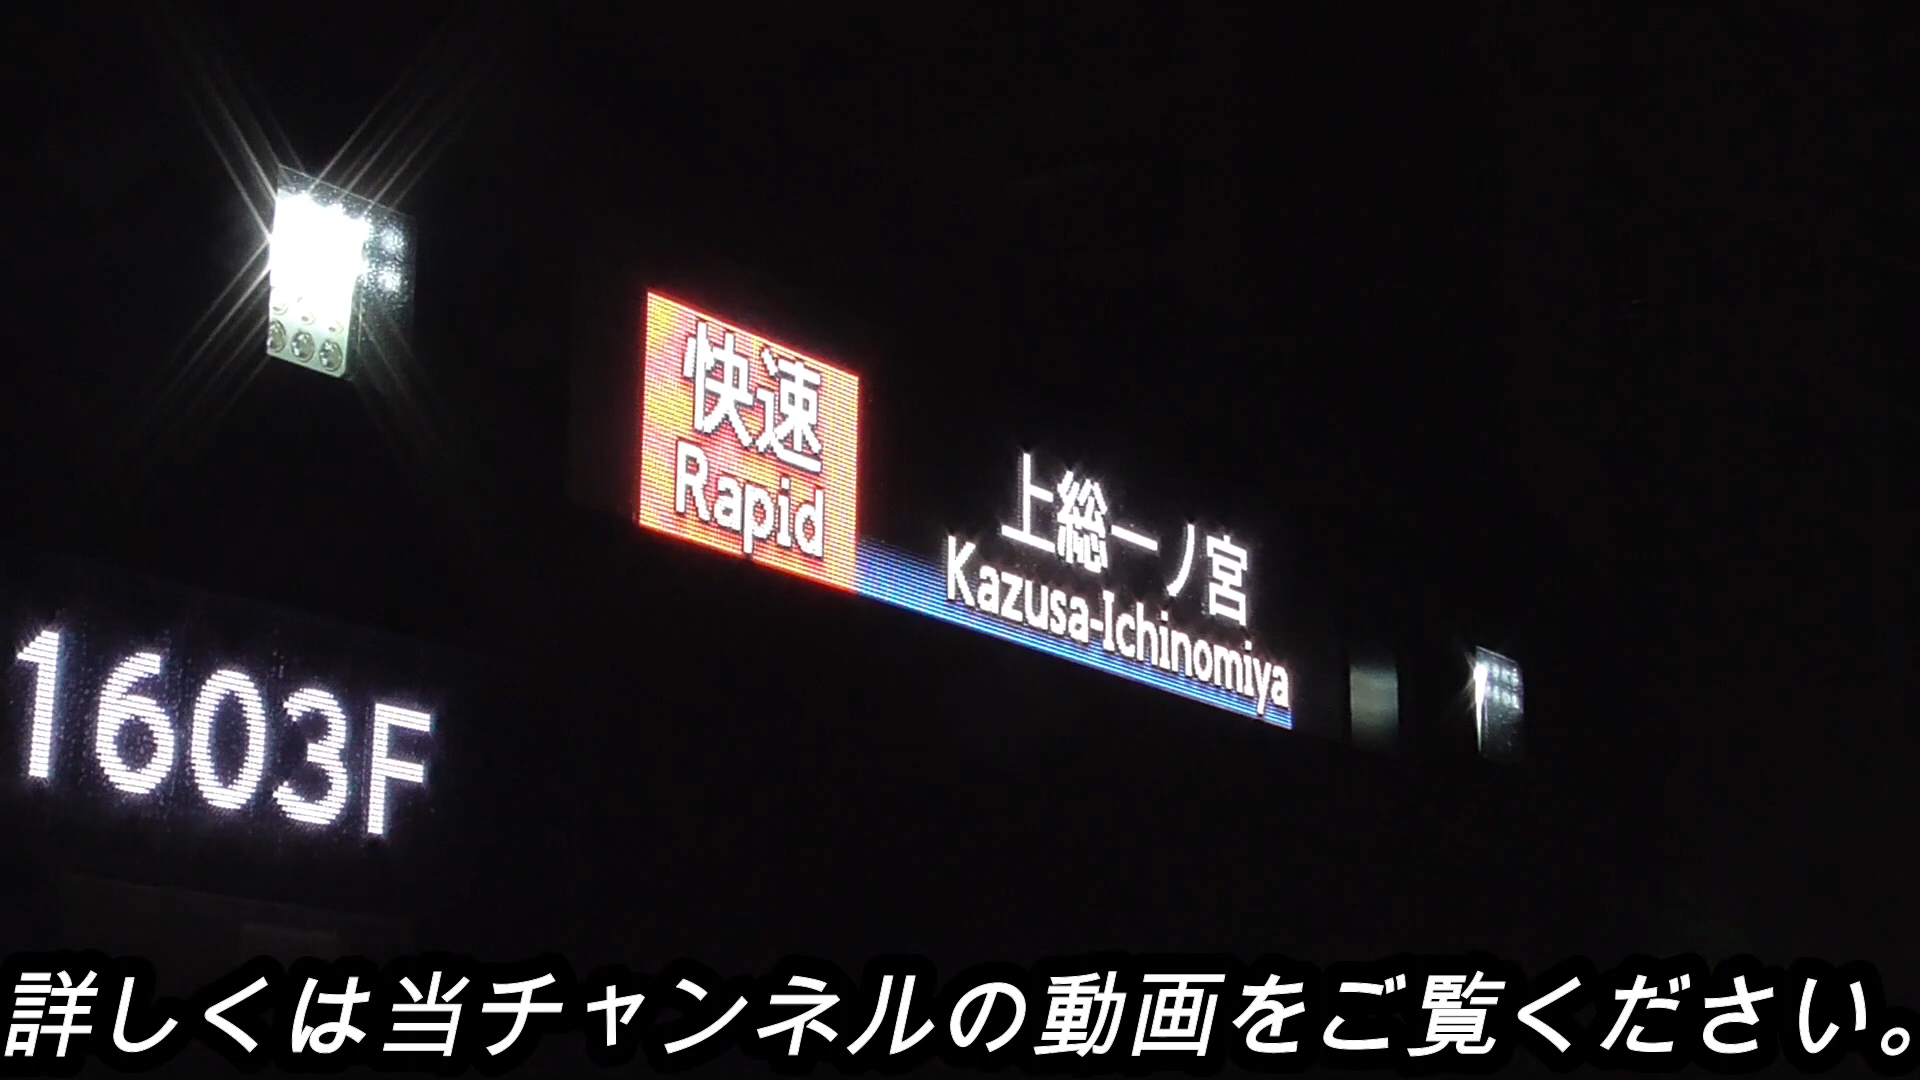 快速
Rapid
上総一ノ宮
Kazusa-Ichinomiya
1603F
詳しくは当チャンネルの動画をご覧ください。